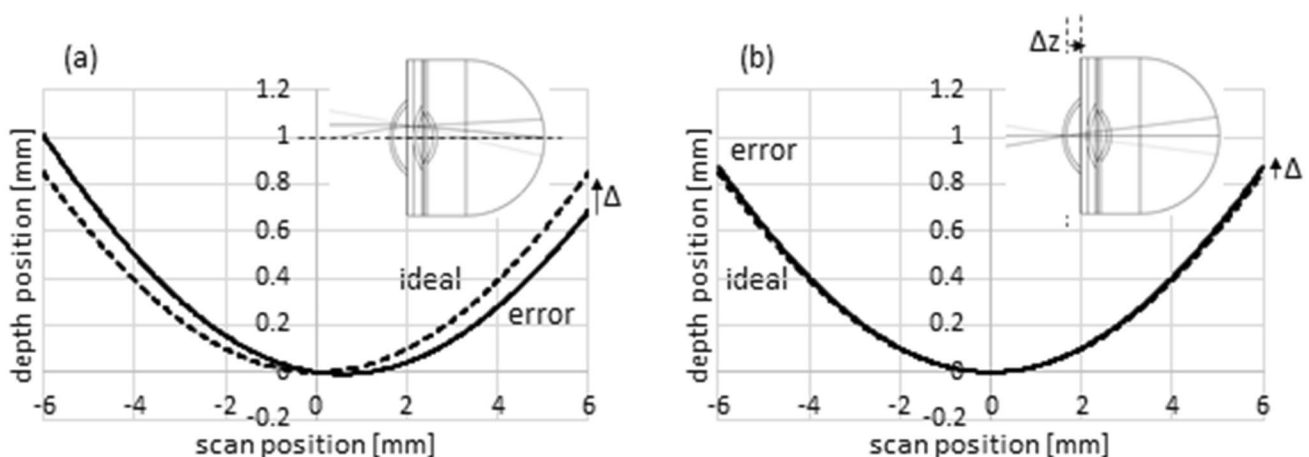 (a)
1.2
1
0.8
0.6
0.4
0.2
0
-0.2
-6 -4 -2 0 2 4 6
depth position [mm]
scan position [mm]
ideal
error
Δ
(b)
Δz
1.2
1
0.8
0.6
0.4
0.2
0
-0.2
-6 -4 -2 0 2 4 6
depth position [mm]
scan position [mm]
error
ideal
Δ